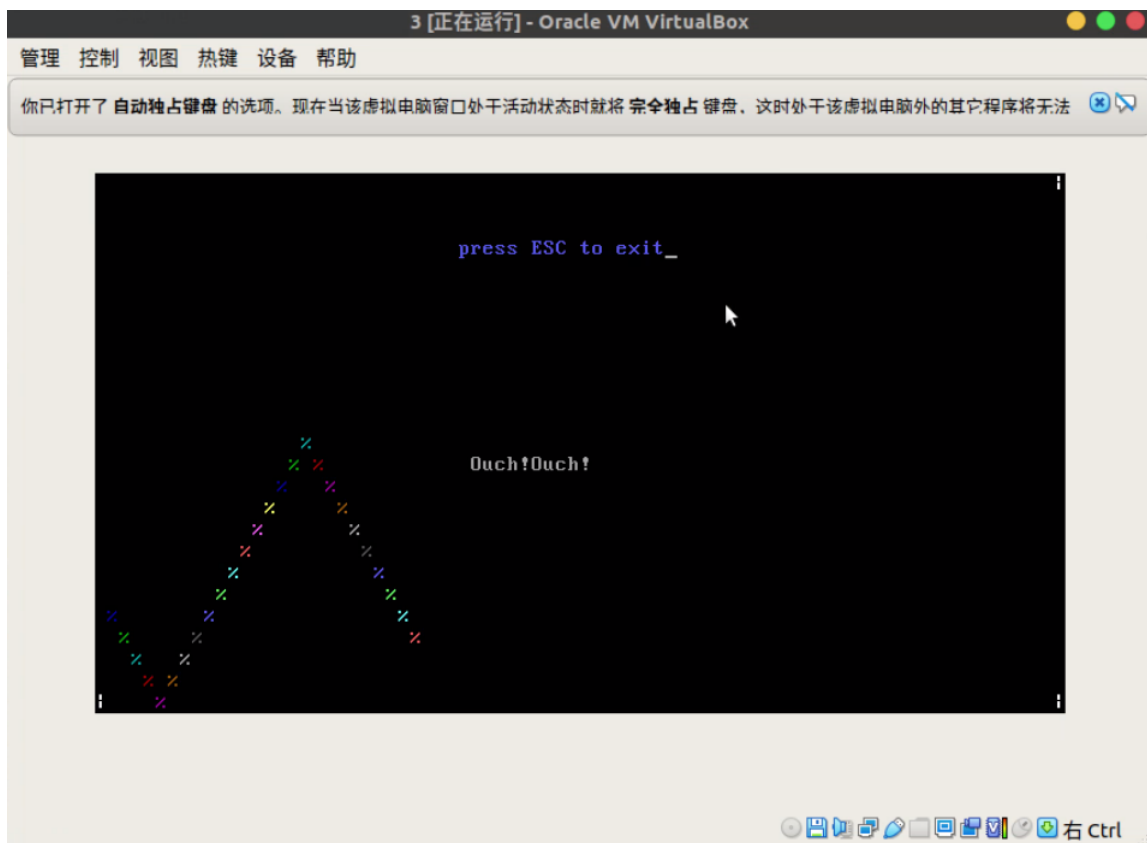 3 [正在运行] - Oracle VM VirtualBox
管理 控制 视图 热键 设备 帮助
你已打开了 自动独占键盘 的选项。现在当该虚拟电脑窗口处于活动状态时就将 完全独占 键盘，这时处于该虚拟电脑外的其它程序将无法
¦
press ESC to exit_
%
% % Ouch!Ouch!
% %
% %
% %
% %
% %
% %
% % %
% % %
% %
% %
¦ % ¦
右 Ctrl